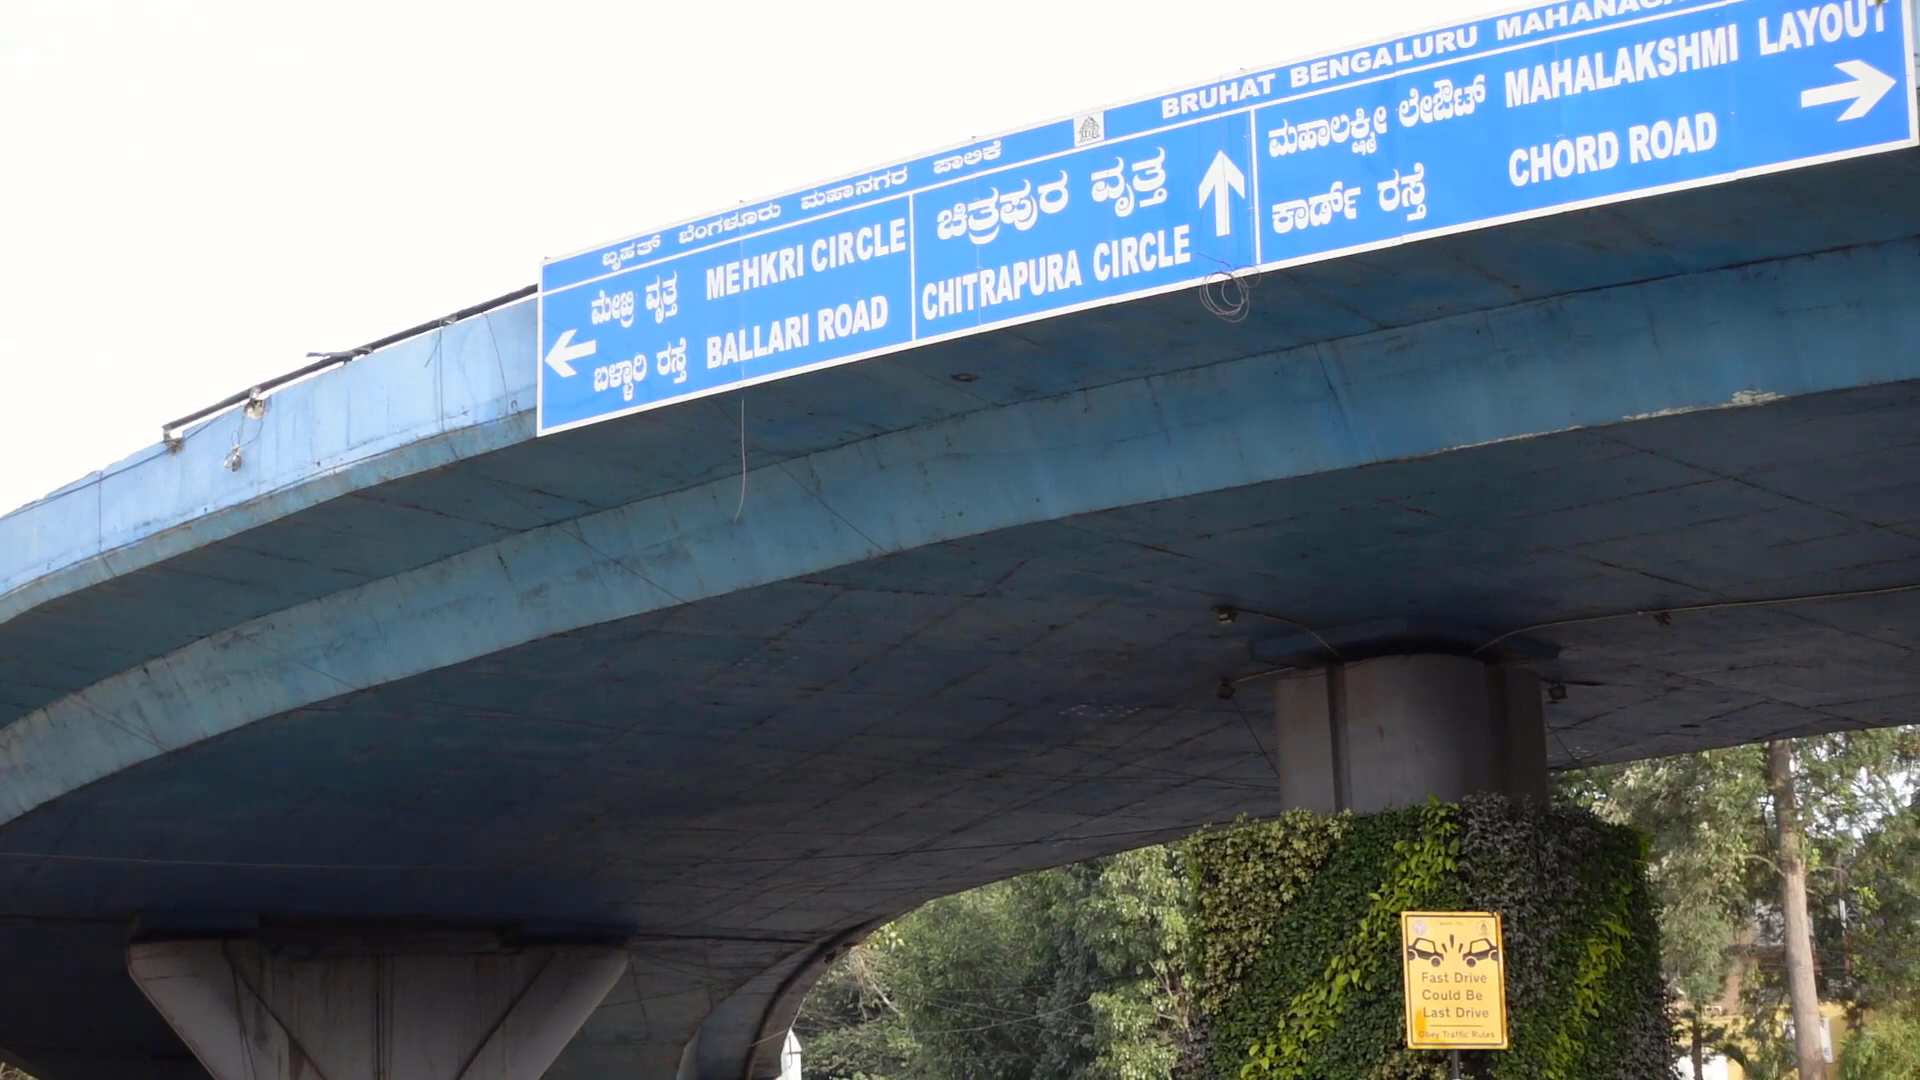 ಬೃಹತ್ ಬೆಂಗಳೂರು ಮಹಾನಗರ ಪಾಲಿಕೆ BRUHAT BENGALURU
ಮೇಖ್ರಿ ವೃತ್ತ MEHKRI CIRCLE
ಬಳ್ಳಾರಿ ರಸ್ತೆ BALLARI ROAD
ಚಿತ್ರಪುರ ವೃತ್ತ
CHITRAPURA CIRCLE
ಮಹಾಲಕ್ಷ್ಮೀ ಲೇಔಟ್ MAHALAKSHMI LAYOUT
ಕಾರ್ಡ್ ರಸ್ತೆ CHORD ROAD
Fast Drive
Could Be
Last Drive
Obey Traffic Rules